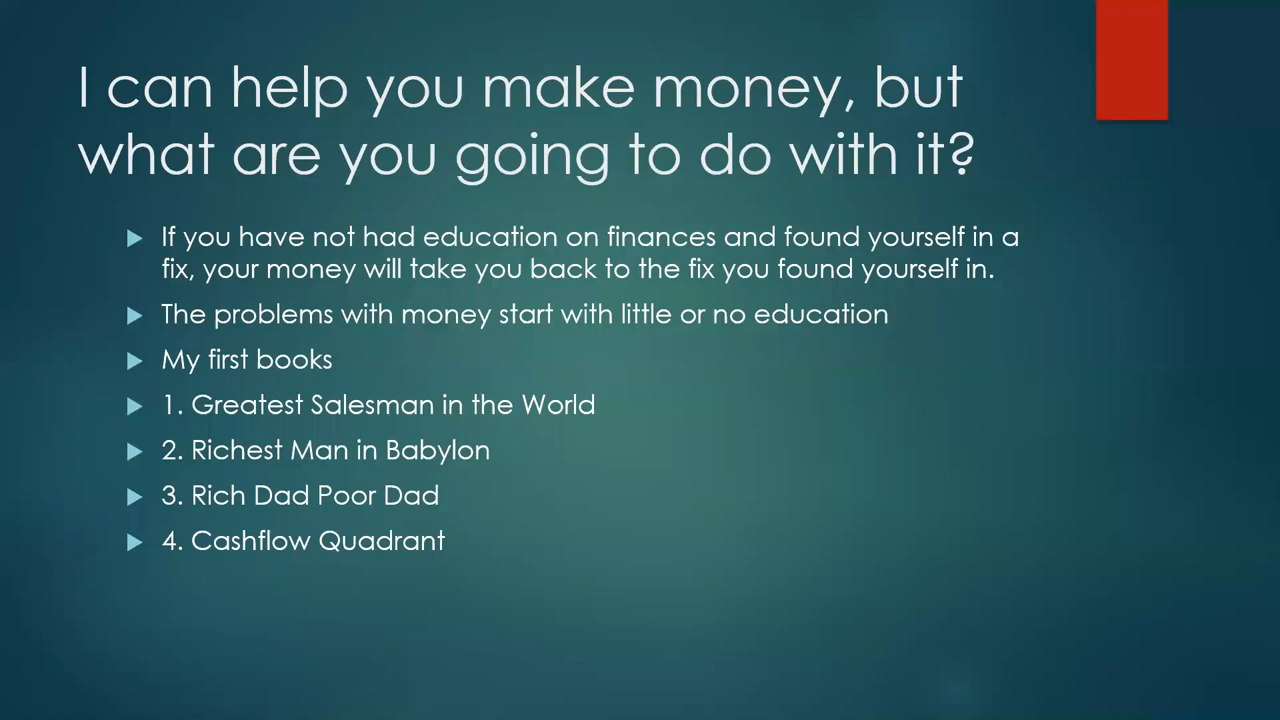 I can help you make money, but
what are you going to do with it?
If you have not had education on finances and found yourself in a
fix, your money will take you back to the fix you found yourself in.
The problems with money start with little or no education
My first books
1. Greatest Salesman in the World
2. Richest Man in Babylon
3. Rich Dad Poor Dad
4. Cashflow Quadrant